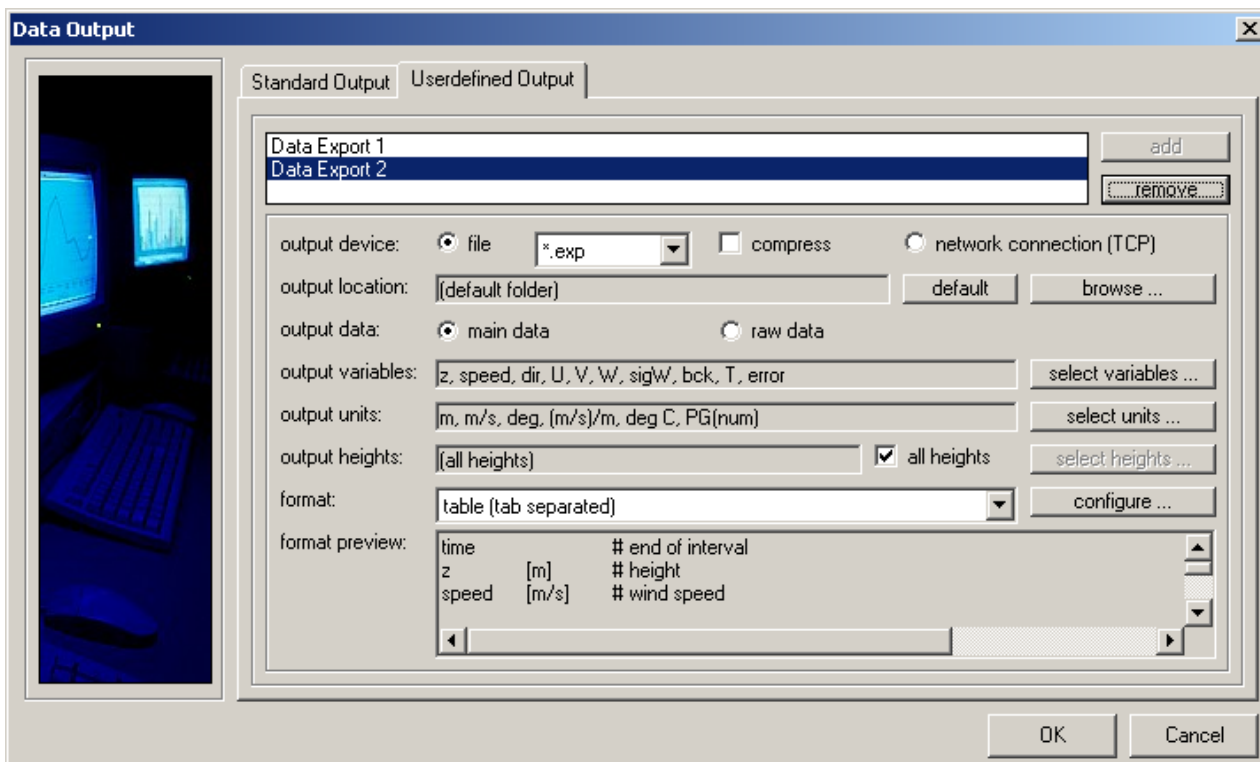 Data Output
Standard Output Userdefined Output
Data Export 1 add
Data Export 2
remove
output device: file *.exp compress network connection (TCP)
output location: (default folder) default browse ...
output data: main data raw data
output variables: z, speed, dir, U, V, W, sigW, bck, T, error select variables ...
output units: m, m/s, deg, (m/s)/m, deg C, PG(num) select units ...
output heights: (all heights) all heights select heights ...
format: table (tab separated) configure ...
format preview: time # end of interval
z [m] # height
speed [m/s] # wind speed
OK Cancel